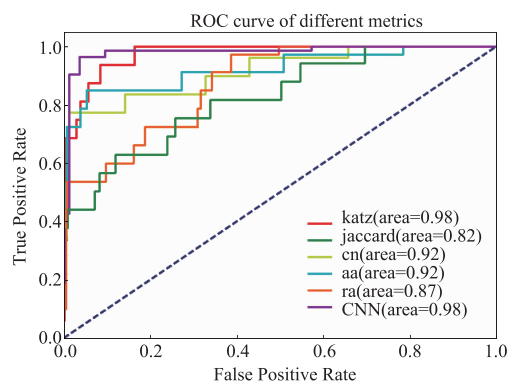 ROC curve of different metrics
True Positive Rate
1.0
0.8
0.6
0.4
0.2
0.0
0.0 0.2 0.4 0.6 0.8 1.0
False Positive Rate
katz(area=0.98)
jaccard(area=0.82)
cn(area=0.92)
aa(area=0.92)
ra(area=0.87)
CNN(area=0.98)